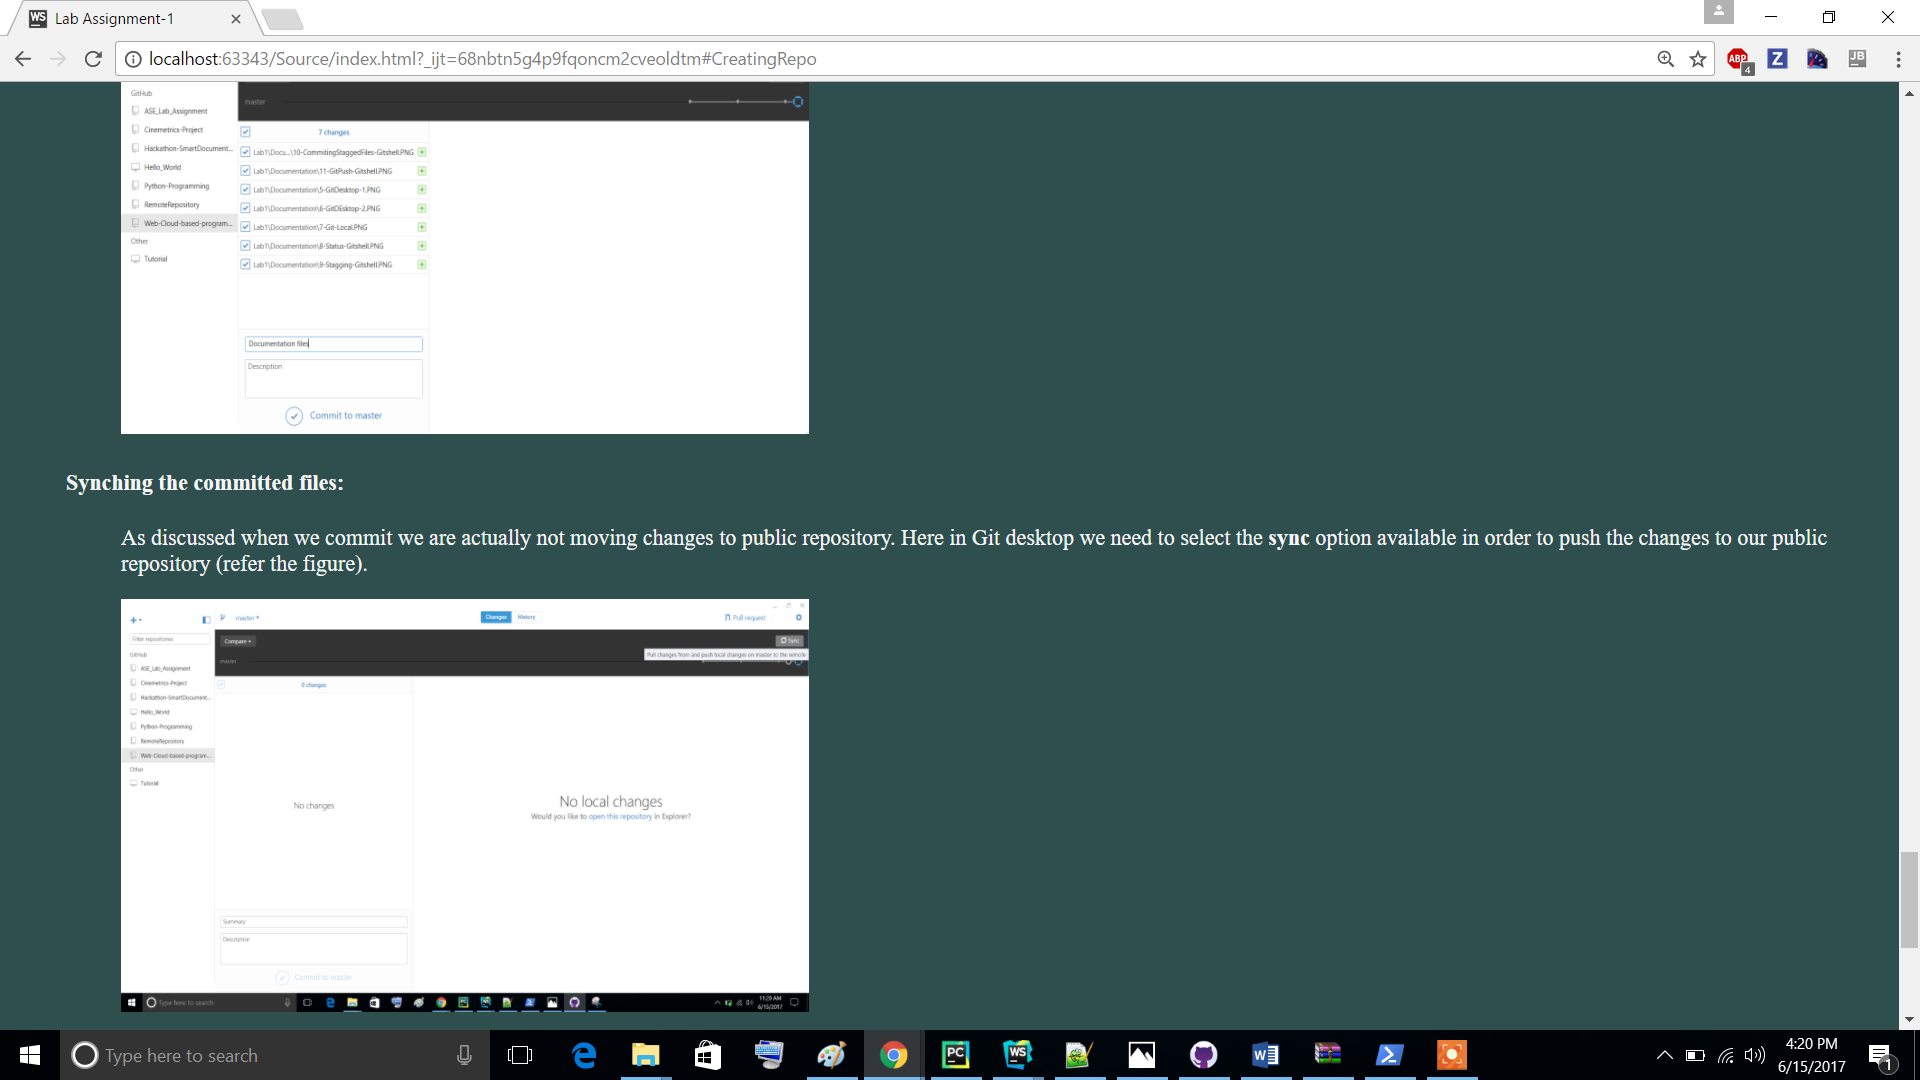 Lab Assignment-1
localhost:63343/Source/index.html?_ijt=68nbtn5g4p9fqoncm2cveoldtm#CreatingRepo
ABP
4
Z
JB
GitHub
ASE_Lab_Assignment
Cinemetrics-Project
Hackathon-SmartDocument...
Hello_World
Python-Programming
RemoteRepository
Web-Cloud-based-program...
Other
Tutorial
master
7 changes
Lab1\Docu...\10-CommitingStaggedFiles-Gitshell.PNG
Lab1\Documentation\11-GitPush-Gitshell.PNG
Lab1\Documentation\5-GitDesktop-1.PNG
Lab1\Documentation\6-GitDEsktop-2.PNG
Lab1\Documentation\7-Git-Local.PNG
Lab1\Documentation\8-Status-Gitshell.PNG
Lab1\Documentation\9-Stagging-Gitshell.PNG
Documentation files
Description
Commit to master
Synching the committed files:
As discussed when we commit we are actually not moving changes to public repository. Here in Git desktop we need to select the sync option available in order to push the changes to our public
repository (refer the figure).
master
Changes
History
Pull request
Filter repositories
Compare
Sync
Pull changes from and push local changes on master to the remote
GitHub
master
ASE_Lab_Assignment
Cinemetrics-Project
Hackathon-SmartDocument...
Hello_World
Python-Programming
RemoteRepository
Web-Cloud-based-program...
Other
Tutorial
0 changes
No changes
No local changes
Would you like to open this repository in Explorer?
Summary
Description
Commit to master
Type here to search
11:20 AM
6/15/2017
Type here to search
PC
WS
4:20 PM
6/15/2017
1